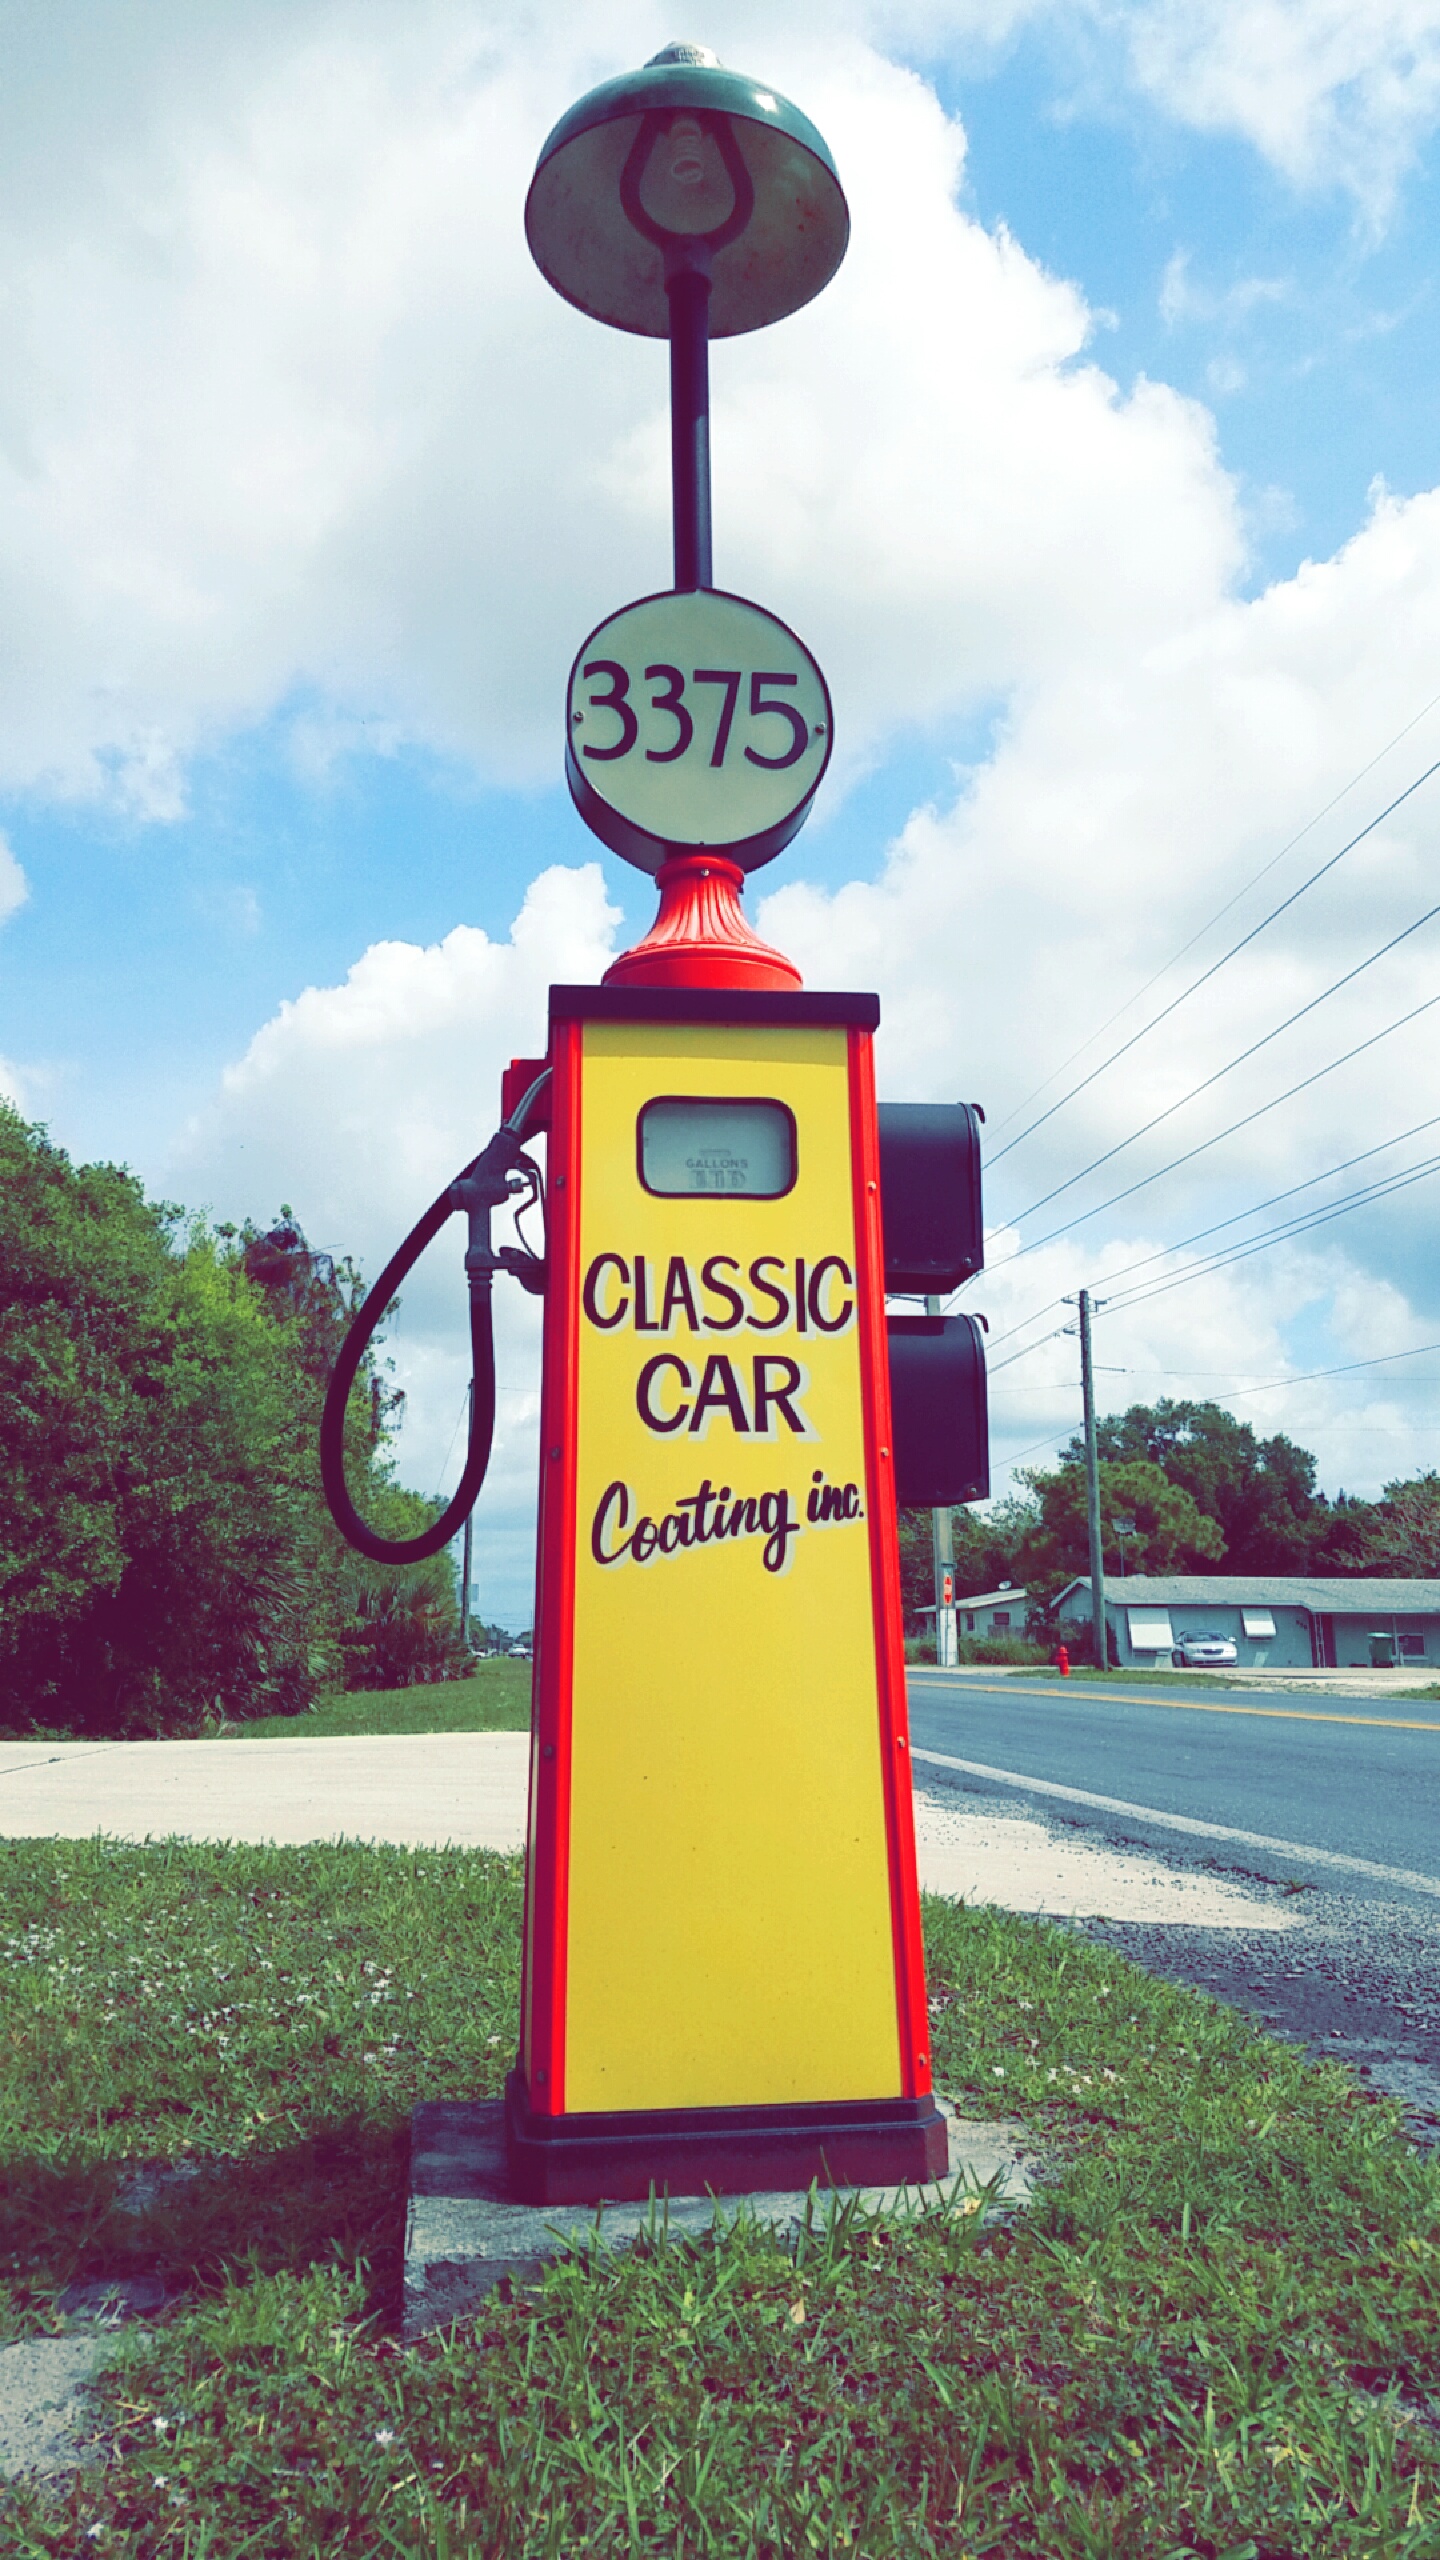 3375
GALLONS
CLASSIC
CAR
Coating inc.